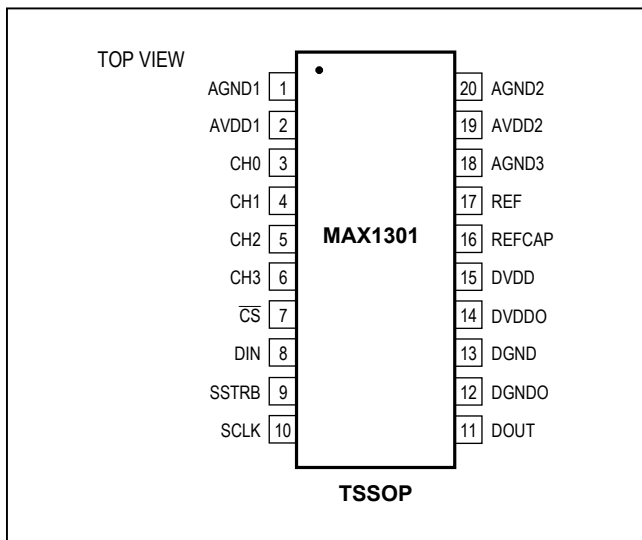 TOP VIEW
AGND1 1
AVDD1 2
CH0 3
CH1 4
CH2 5
CH3 6
CS 7
DIN 8
SSTRB 9
SCLK 10
MAX1301
20 AGND2
19 AVDD2
18 AGND3
17 REF
16 REFCAP
15 DVDD
14 DVDDO
13 DGND
12 DGNDO
11 DOUT
TSSOP